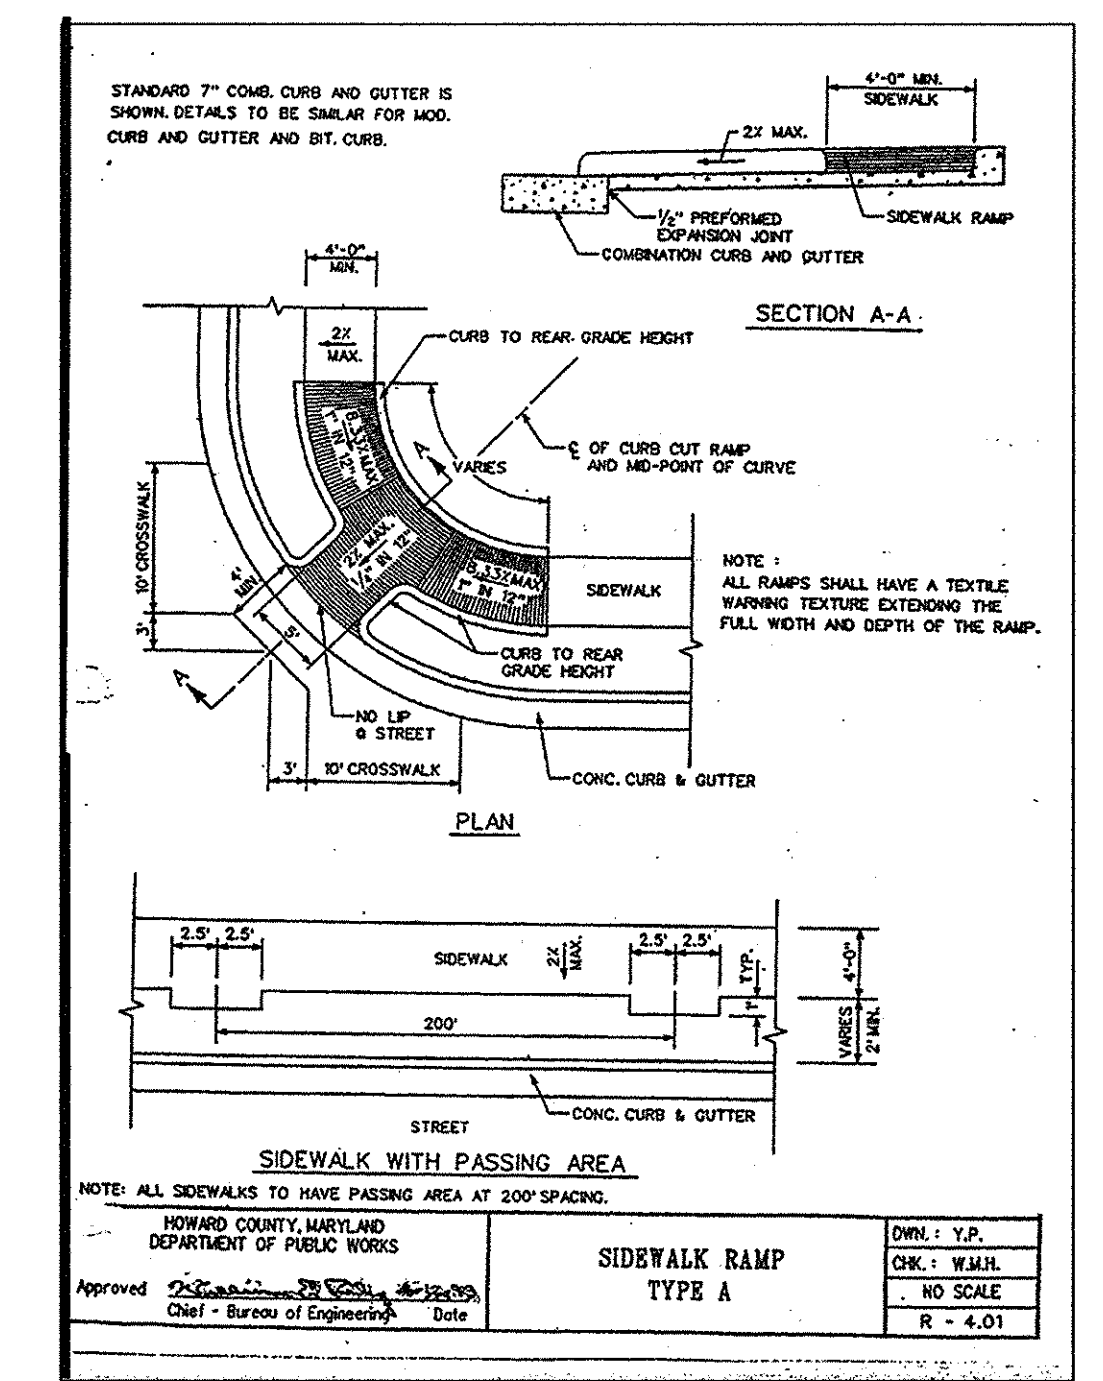 STANDARD 7" COMB. CURB AND GUTTER IS
SHOWN. DETAILS TO BE SIMILAR FOR MOD.
CURB AND GUTTER AND BIT. CURB.
4'-0" MIN.
SIDEWALK
2% MAX.
SIDEWALK RAMP
1/2" PREFORMED
EXPANSION JOINT
COMBINATION CURB AND GUTTER
SECTION A-A
4'-0"
MIN.
2%
MAX.
CURB TO REAR GRADE HEIGHT
8.33% MAX
1" IN 12"
A
VARIES
℄ OF CURB CUT RAMP
AND MID-POINT OF CURVE
10' CROSSWALK
3'
2% MAX.
1/4" IN 12"
8.33% MAX
1" IN 12"
SIDEWALK
NOTE :
ALL RAMPS SHALL HAVE A TEXTILE
WARNING TEXTURE EXTENDING THE
FULL WIDTH AND DEPTH OF THE RAMP.
4'
MIN.
5'
CURB TO REAR
GRADE HEIGHT
A
NO LIP
@ STREET
3'
10' CROSSWALK
CONC. CURB & GUTTER
PLAN
2.5' 2.5'
SIDEWALK
2%
MAX.
2.5' 2.5'
TYP.
1'
4'-0"
VARIES
2' MIN.
200'
CONC. CURB & GUTTER
STREET
SIDEWALK WITH PASSING AREA
NOTE: ALL SIDEWALKS TO HAVE PASSING AREA AT 200' SPACING.
HOWARD COUNTY, MARYLAND
DEPARTMENT OF PUBLIC WORKS
Approved
Chief - Bureau of Engineering Date
SIDEWALK RAMP
TYPE A
DWN. : Y.P.
CHK. : W.M.H.
NO SCALE
R - 4.01